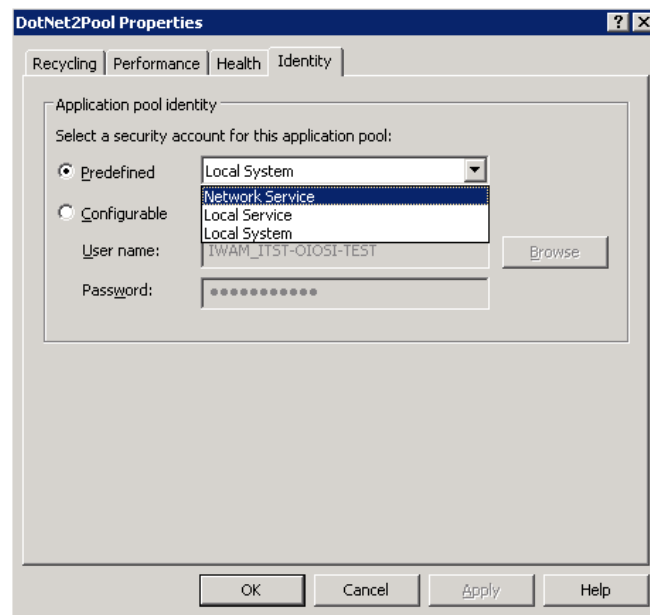 DotNet2Pool Properties
Recycling Performance Health Identity
Application pool identity
Select a security account for this application pool:
Predefined Local System
Network Service
Configurable Local Service
Local System
User name: IWAM_ITST-OIOSI-TEST Browse
Password: ●●●●●●●●●●●
OK Cancel Apply Help